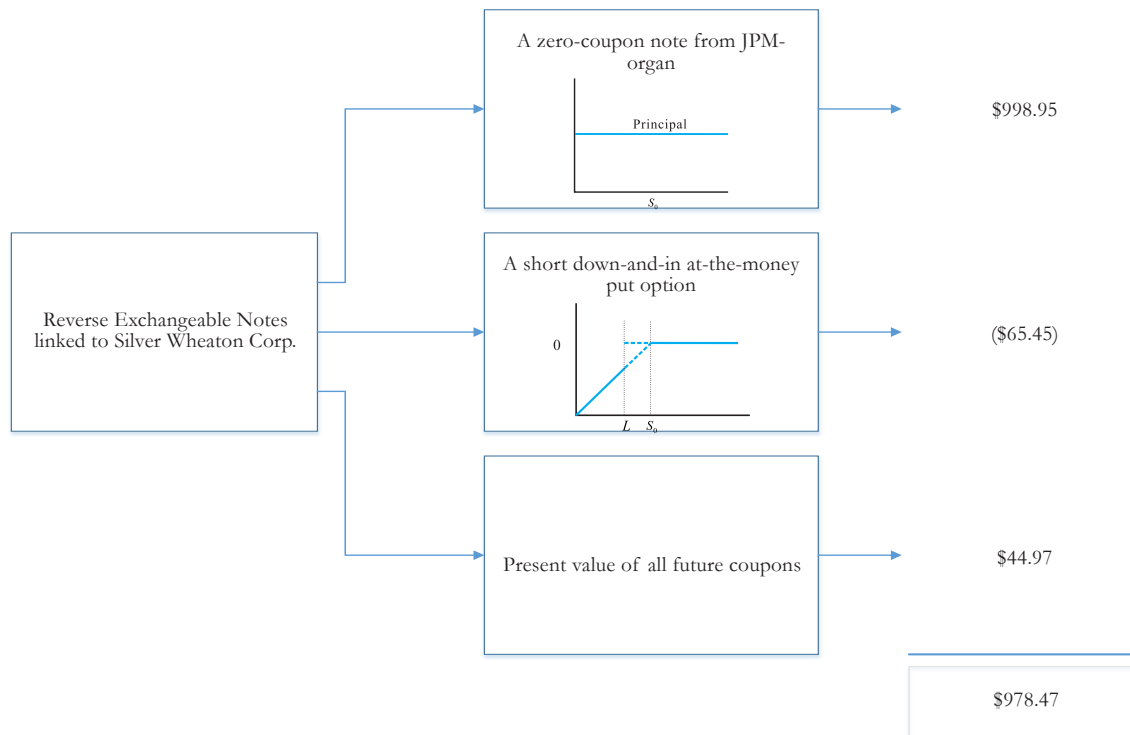 A zero-coupon note from JPM-
organ
Principal
S₀
$998.95
Reverse Exchangeable Notes
linked to Silver Wheaton Corp.
A short down-and-in at-the-money
put option
0
L S₀
($65.45)
Present value of all future coupons
$44.97
$978.47